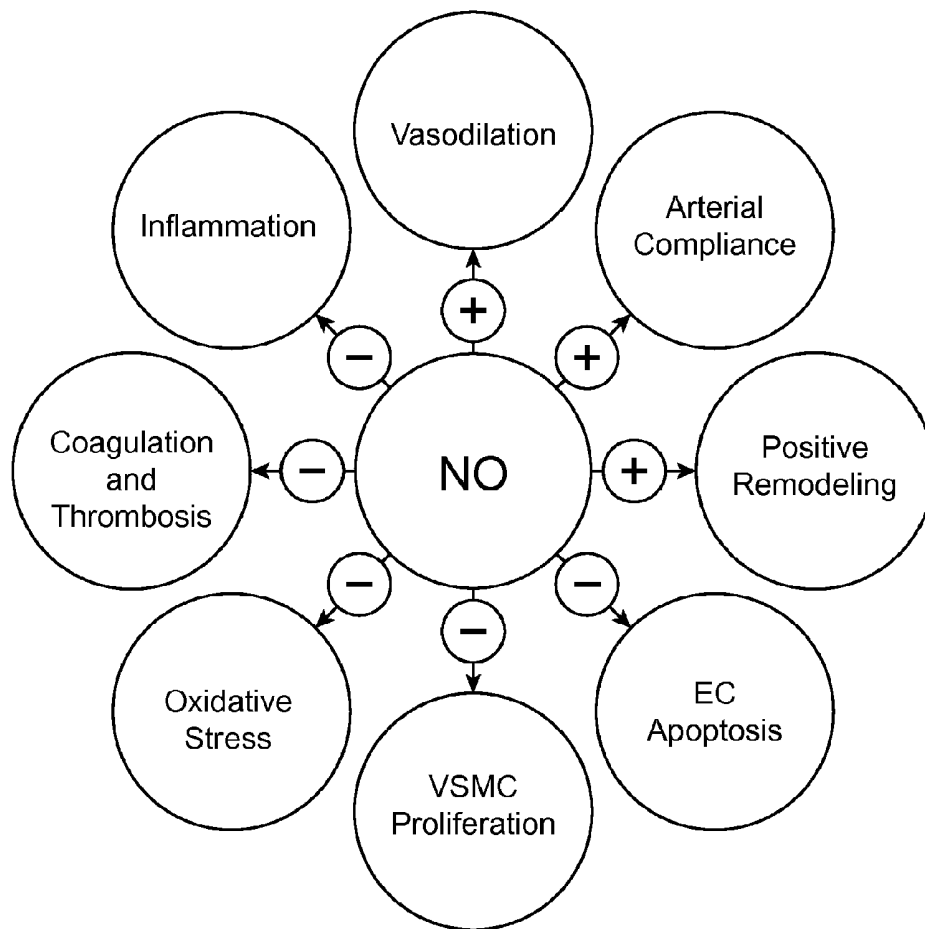 Vasodilation
+
Arterial
Compliance
+
Positive
Remodeling
+
EC
Apoptosis
−
VSMC
Proliferation
−
Oxidative
Stress
−
Coagulation
and
Thrombosis
−
Inflammation
−
NO